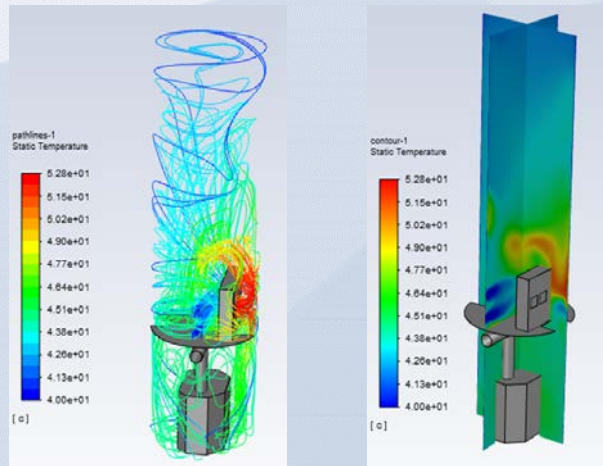 pathlines-1
Static Temperature
5.28e+01
5.15e+01
5.02e+01
4.90e+01
4.77e+01
4.64e+01
4.51e+01
4.38e+01
4.26e+01
4.13e+01
4.00e+01
[ C ]
contour-1
Static Temperature
5.28e+01
5.15e+01
5.02e+01
4.90e+01
4.77e+01
4.64e+01
4.51e+01
4.38e+01
4.26e+01
4.13e+01
4.00e+01
[ C ]